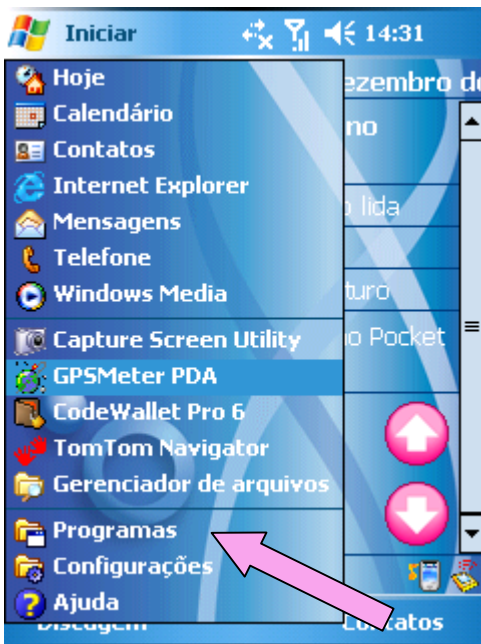 Iniciar 14:31
Hoje
ezembro de
Calendário
no
Contatos
Internet Explorer
lida
Mensagens
Telefone
Windows Media
turo
Capture Screen Utility
o Pocket
GPSMeter PDA
CodeWallet Pro 6
TomTom Navigator
Gerenciador de arquivos
Programas
Configurações
Ajuda
Discagem